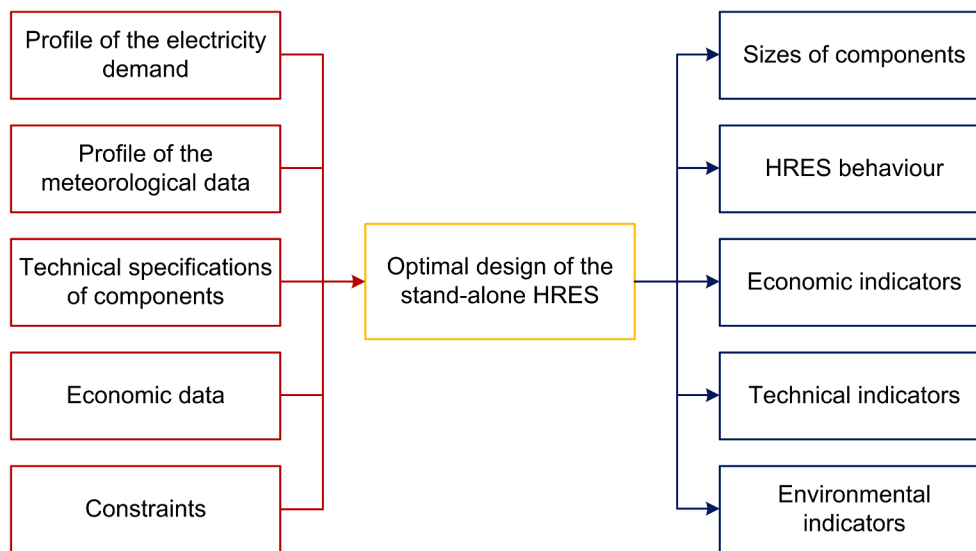 Profile of the electricity
demand
Profile of the
meteorological data
Technical specifications
of components
Economic data
Constraints
Optimal design of the
stand-alone HRES
Sizes of components
HRES behaviour
Economic indicators
Technical indicators
Environmental
indicators